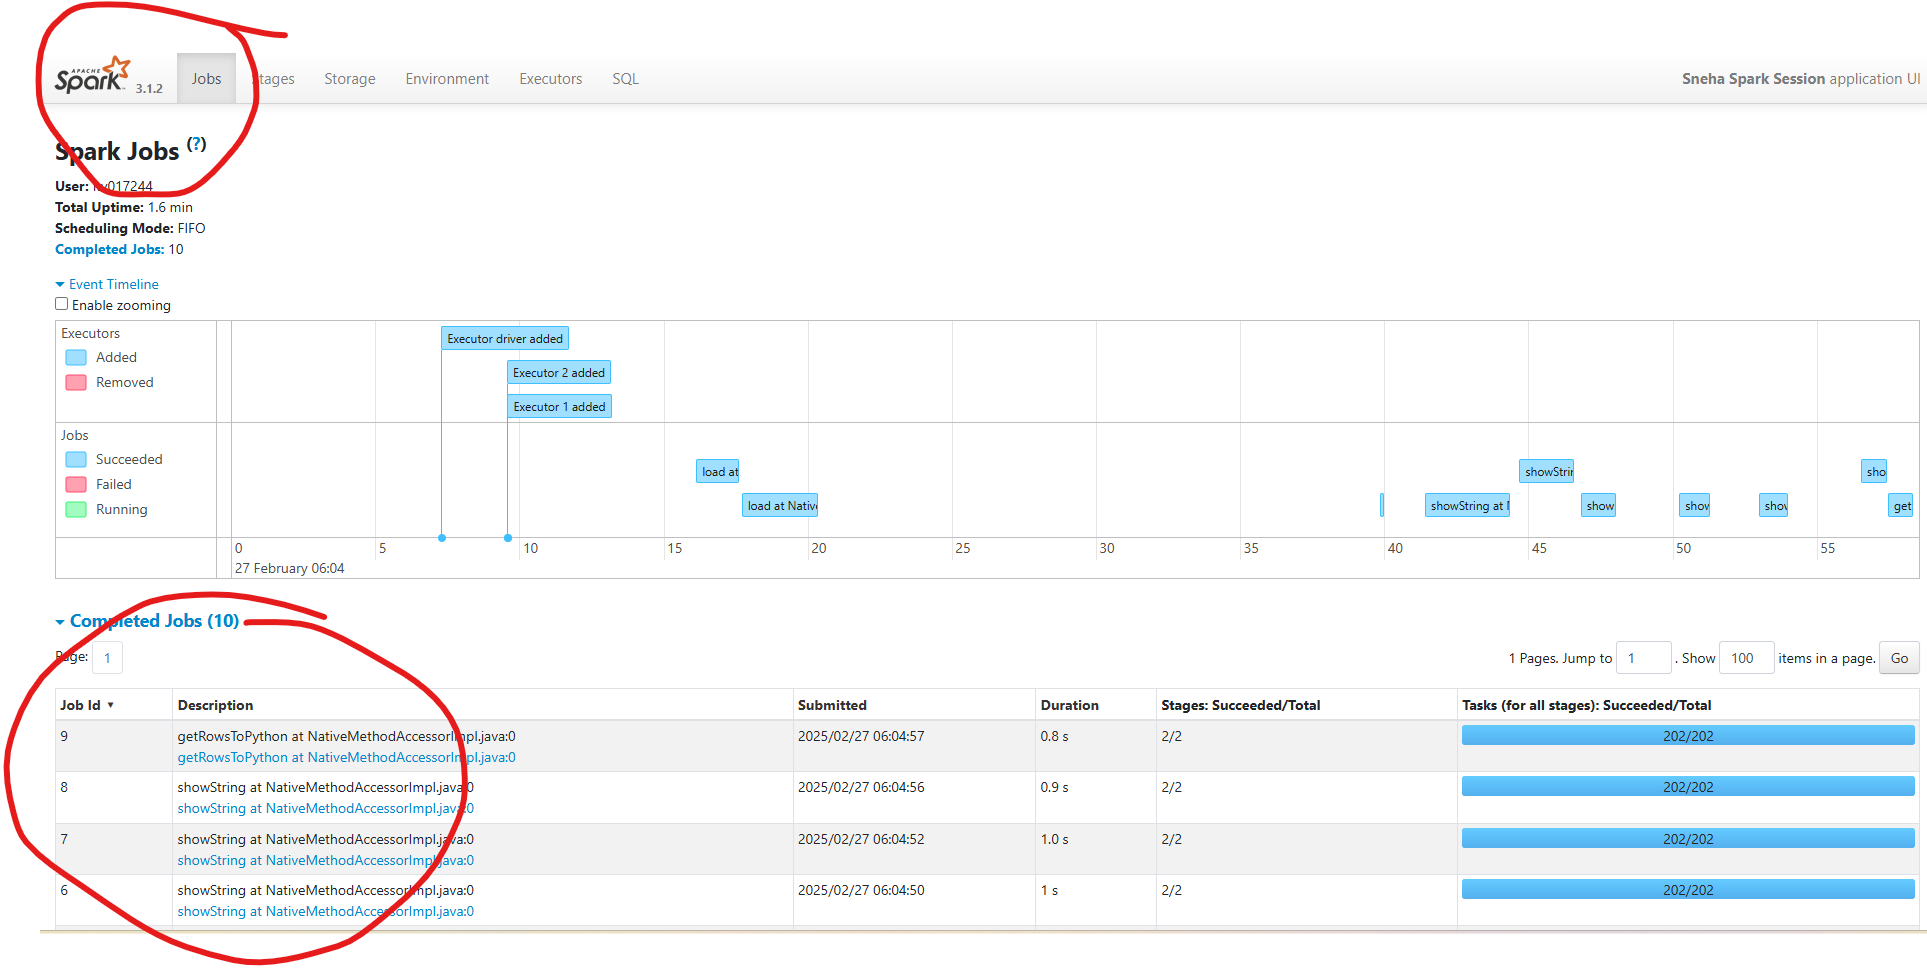 APACHE Spark 3.1.2 Jobs Stages Storage Environment Executors SQL Sneha Spark Session application UI
Spark Jobs (?)
User: 017244
Total Uptime: 1.6 min
Scheduling Mode: FIFO
Completed Jobs: 10
Event Timeline
Enable zooming
Executors
Added
Removed
Executor driver added
Executor 2 added
Executor 1 added
Jobs
Succeeded
Failed
Running
load at
load at Nativ
showString at
showStrin
show
show
show
sho
get
0 5 10 15 20 25 30 35 40 45 50 55
27 February 06:04
Completed Jobs (10)
Page: 1
1 Pages. Jump to 1 . Show 100 items in a page. Go
Job Id ▾ Description Submitted Duration Stages: Succeeded/Total Tasks (for all stages): Succeeded/Total
9 getRowsToPython at NativeMethodAccessorImpl.java:0 2025/02/27 06:04:57 0.8 s 2/2 202/202
getRowsToPython at NativeMethodAccessorImpl.java:0
8 showString at NativeMethodAccessorImpl.java:0 2025/02/27 06:04:56 0.9 s 2/2 202/202
showString at NativeMethodAccessorImpl.java:0
7 showString at NativeMethodAccessorImpl.java:0 2025/02/27 06:04:52 1.0 s 2/2 202/202
showString at NativeMethodAccessorImpl.java:0
6 showString at NativeMethodAccessorImpl.java:0 2025/02/27 06:04:50 1 s 2/2 202/202
showString at NativeMethodAccessorImpl.java:0